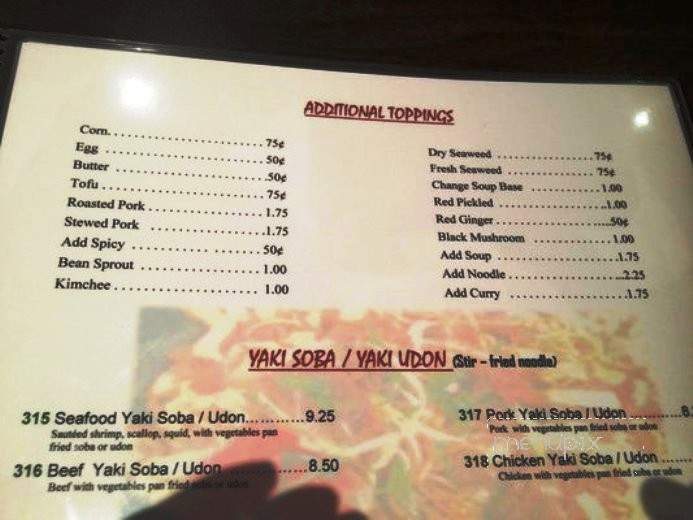 ADDITIONAL TOPPINGS
Corn..........................75¢
Egg ..........................50¢
Butter ..........................50¢
Tofu ..........................75¢
Roasted Pork ....................1.75
Stewed Pork ....................1.75
Add Spicy ....................50¢
Bean Sprout ....................1.00
Kimchee ....................1.00
Dry Seaweed ....................75¢
Fresh Seaweed ....................75¢
Change Soup Base ............1.00
Red Pickled ....................1.00
Red Ginger ....................50¢
Black Mushroom ............1.00
Add Soup ....................1.75
Add Noodle ....................2.25
Add Curry ....................1.75
YAKI SOBA / YAKI UDON (Stir - fried noodle)
315 Seafood Yaki Soba / Udon..............9.25
Sautéed shrimp, scallop, squid, with vegetables pan
fried soba or udon
316 Beef Yaki Soba / Udon..............8.50
Beef with vegetables pan fried soba or udon
317 Pork Yaki Soba / Udon ..........8.
Pork with vegetables pan fried soba or udon
318 Chicken Yaki Soba / Udon .......
Chicken with vegetables pan fried soba or udon